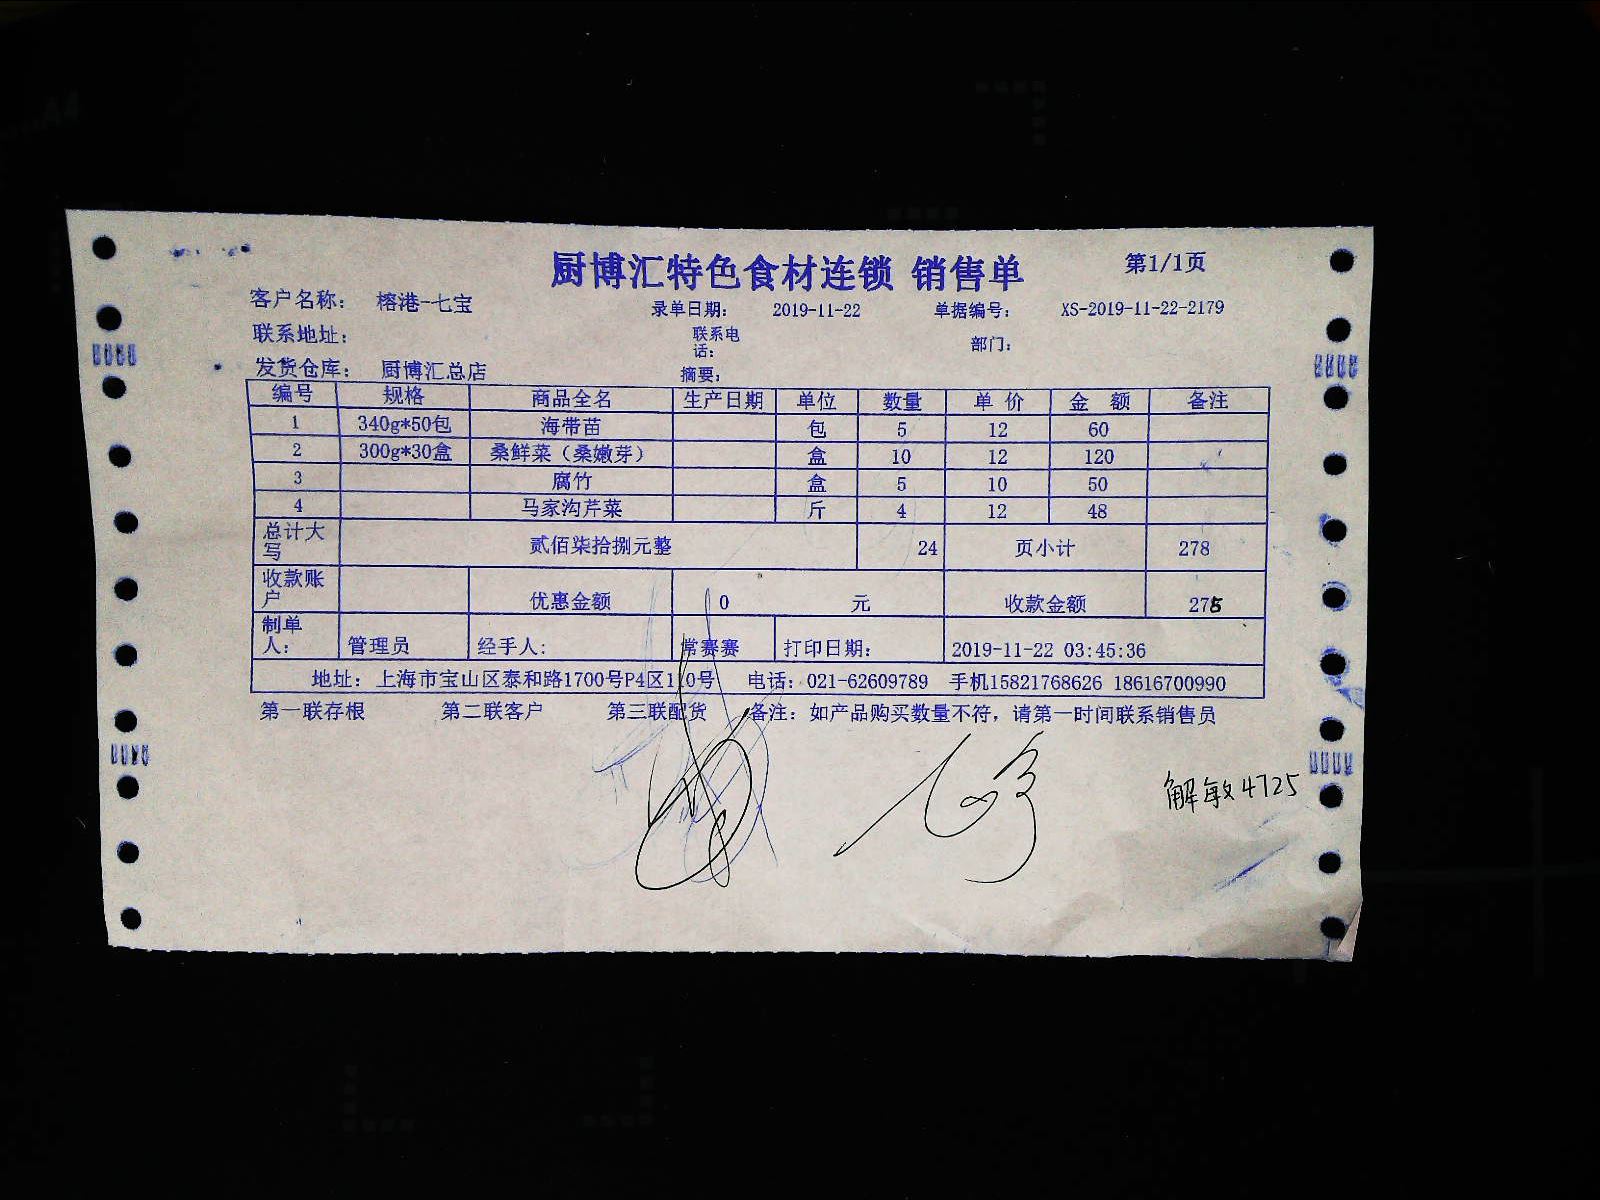 厨博汇特色食材连锁 销售单 第1/1页
客户名称： 榕港-七宝 录单日期： 2019-11-22 单据编号： XS-2019-11-22-2179
联系地址： 联系电话： 部门：
发货仓库： 厨博汇总店 摘要：
编号 规格 商品全名 生产日期 单位 数量 单 价 金 额 备注
1 340g*50包 海带苗 包 5 12 60
2 300g*30盒 桑鲜菜（桑嫩芽） 盒 10 12 120
3 腐竹 盒 5 10 50
4 马家沟芹菜 斤 4 12 48
总计大写 贰佰柒拾捌元整 24 页小计 278
收款账户 优惠金额 0 元 收款金额
制单人： 管理员 经手人： 常赛赛 打印日期： 2019-11-22 03:45:36
地址：上海市宝山区泰和路1700号P4区110号 电话：021-62609789 手机15821768626 18616700990
第一联存根 第二联客户 第三联配货 备注：如产品购买数量不符，请第一时间联系销售员
解敏4725